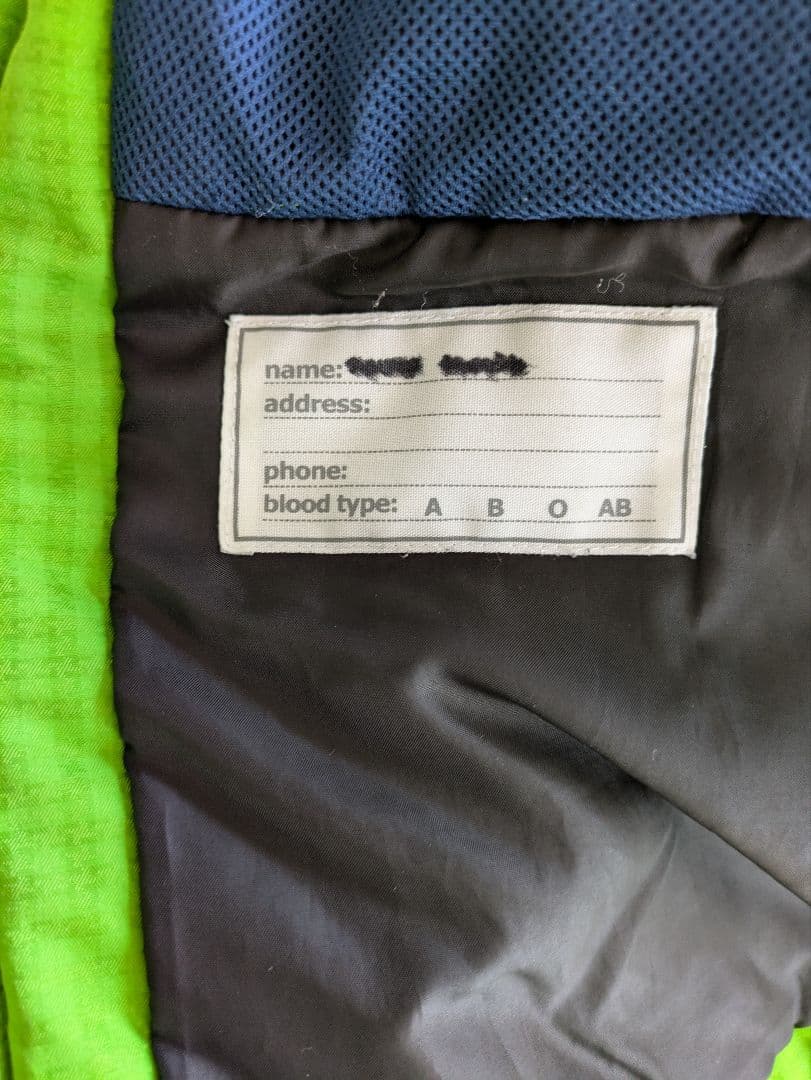 name:
address:
phone:
blood type: A B O AB